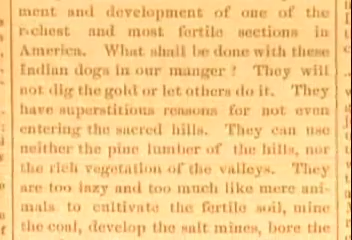 ment and development of one of the
richest and most fertile sections in
America. What shall be done with these
Indian dogs in our manger ? They will
not dig the gold or let others do it. They
have superstitious reasons for not even
entering the sacred hills. They can use
neither the pine lumber of the hills, nor
the rich vegetation of the valleys. They
are too lazy and too much like mere ani-
mals to cultivate the fertile soil, mine
the coal, develop the salt mines, bore the